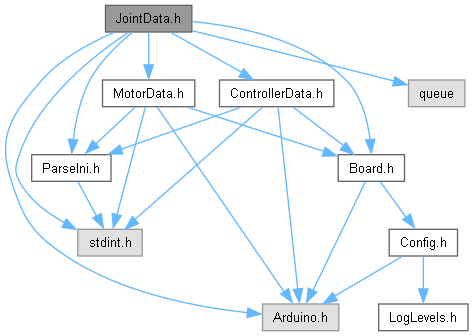 JointData.h
MotorData.h
ControllerData.h
queue
ParseIni.h
Board.h
stdint.h
Config.h
Arduino.h
LogLevels.h